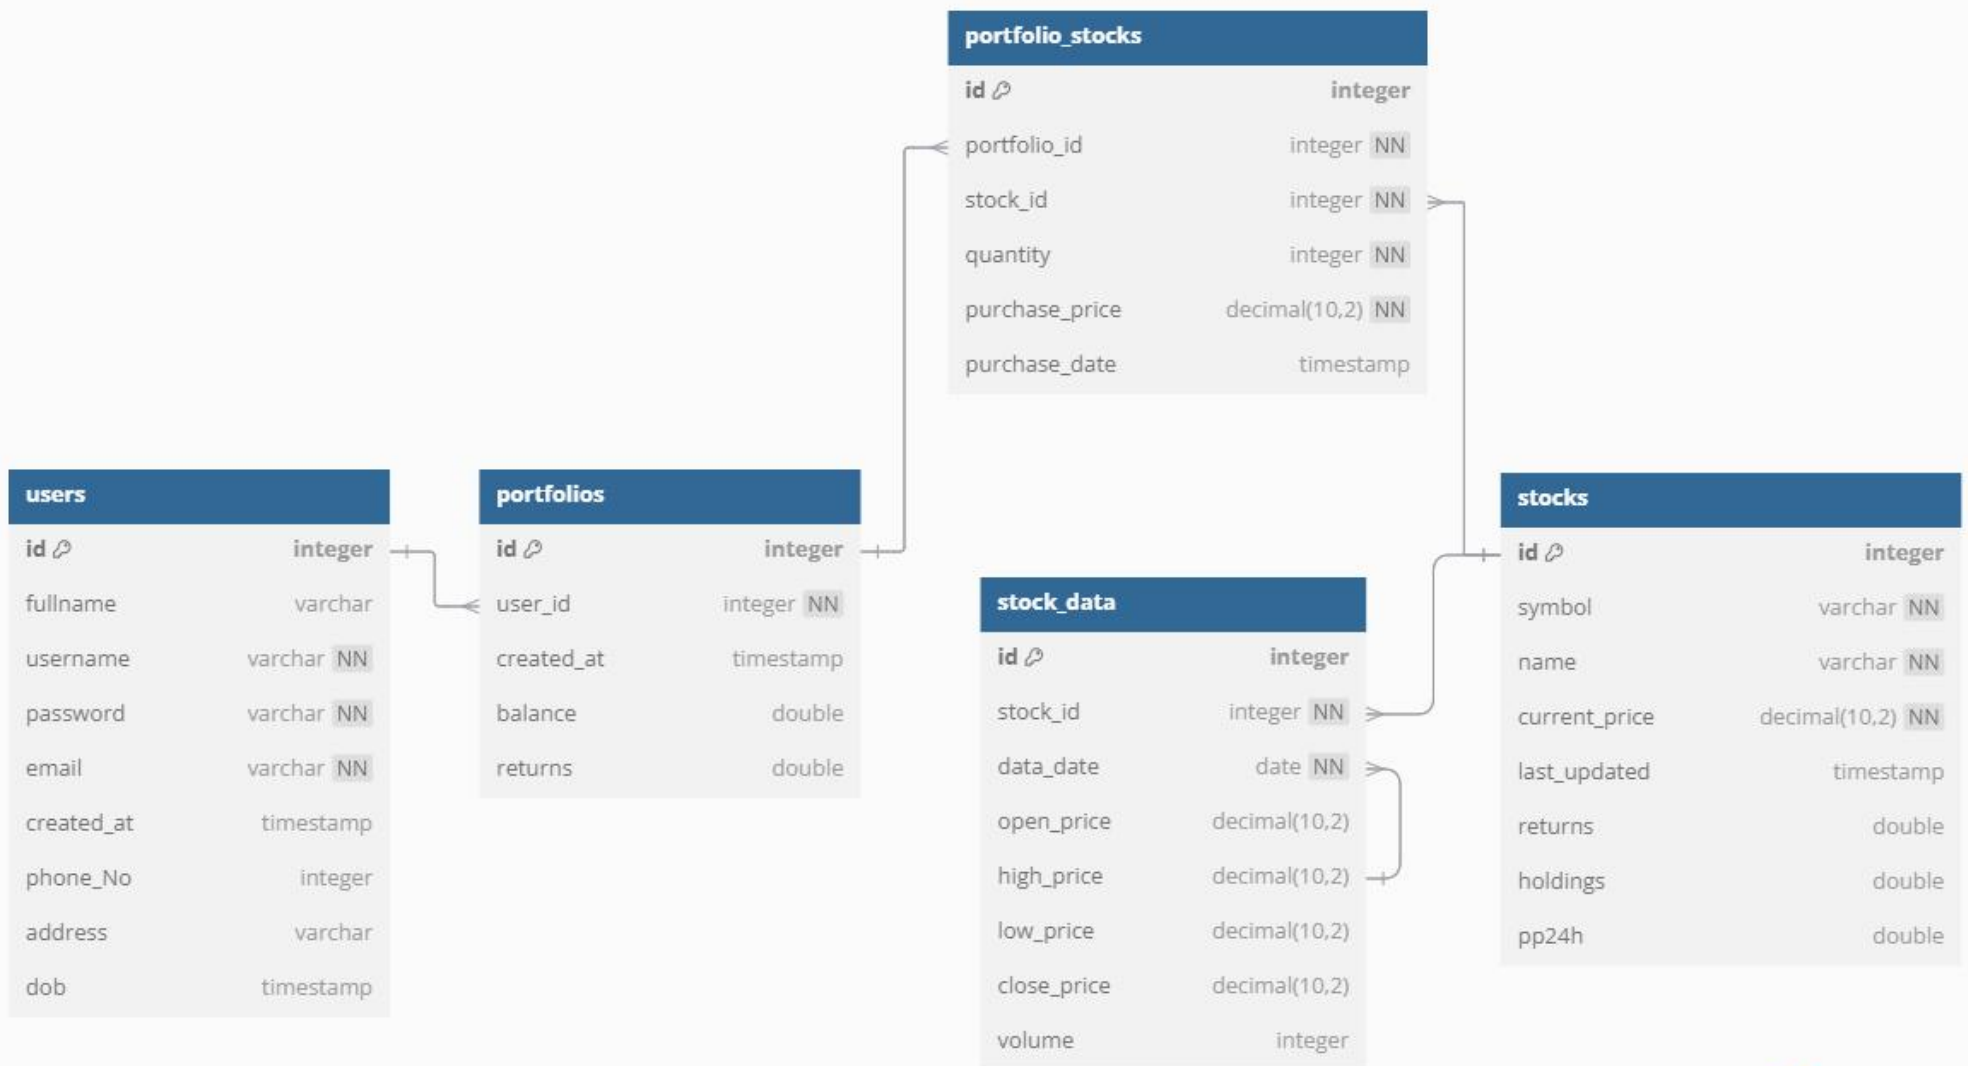 portfolio_stocks
id integer
portfolio_id integer NN
stock_id integer NN
quantity integer NN
purchase_price decimal(10,2) NN
purchase_date timestamp
users
id integer
fullname varchar
username varchar NN
password varchar NN
email varchar NN
created_at timestamp
phone_No integer
address varchar
dob timestamp
portfolios
id integer
user_id integer NN
created_at timestamp
balance double
returns double
stock_data
id integer
stock_id integer NN
data_date date NN
open_price decimal(10,2)
high_price decimal(10,2)
low_price decimal(10,2)
close_price decimal(10,2)
volume integer
stocks
id integer
symbol varchar NN
name varchar NN
current_price decimal(10,2) NN
last_updated timestamp
returns double
holdings double
pp24h double